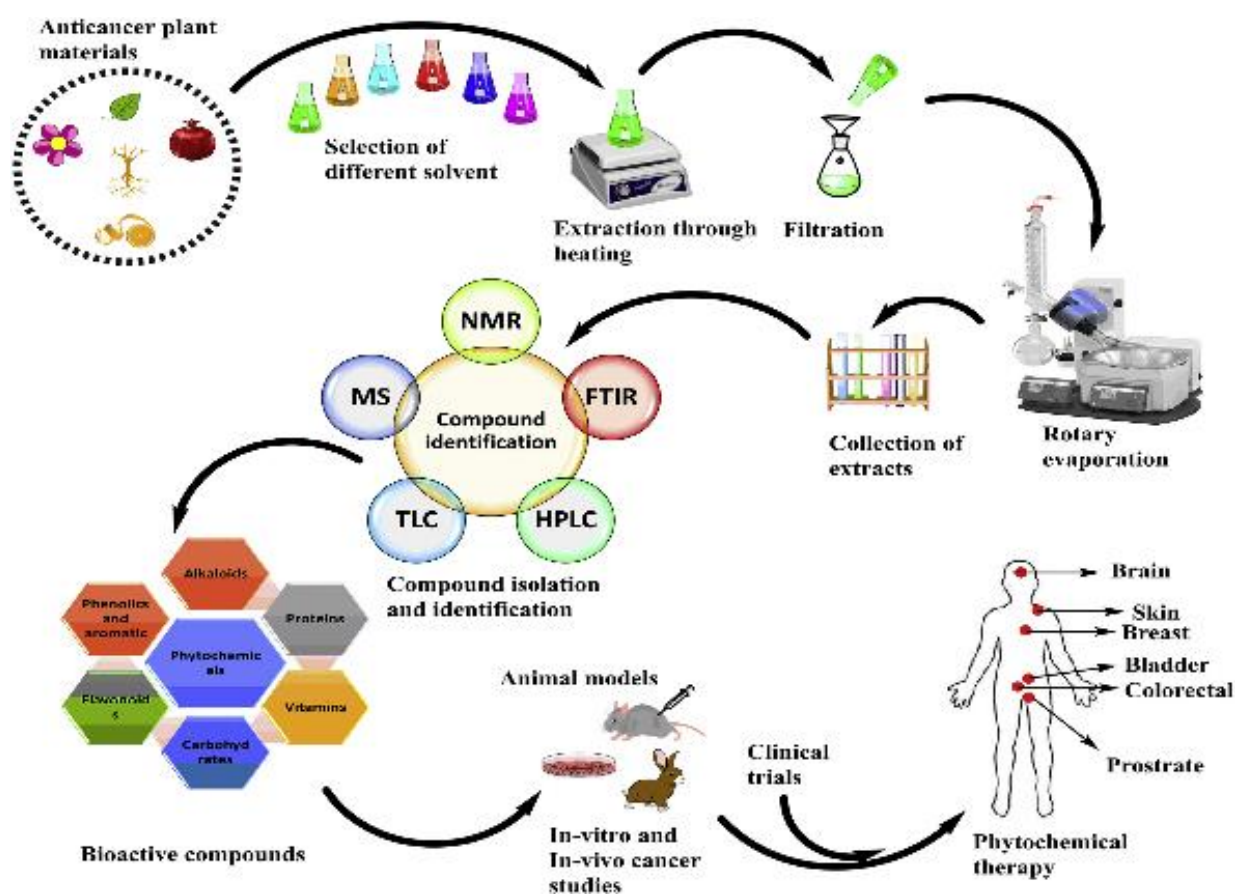 Anticancer plant
materials
Selection of
different solvent
Extraction through
heating
Filtration
Rotary
evaporation
Collection of
extracts
NMR
MS
FTIR
Compound
identification
TLC
HPLC
Compound isolation
and identification
Alkaloids
Phenolics
and
aromatic
Proteins
Phytochemic
als
Flavonoid
s
Vitamins
Carbohyd
rates
Bioactive compounds
Animal models
In-vitro and
In-vivo cancer
studies
Clinical
trials
Brain
Skin
Breast
Bladder
Colorectal
Prostrate
Phytochemical
therapy